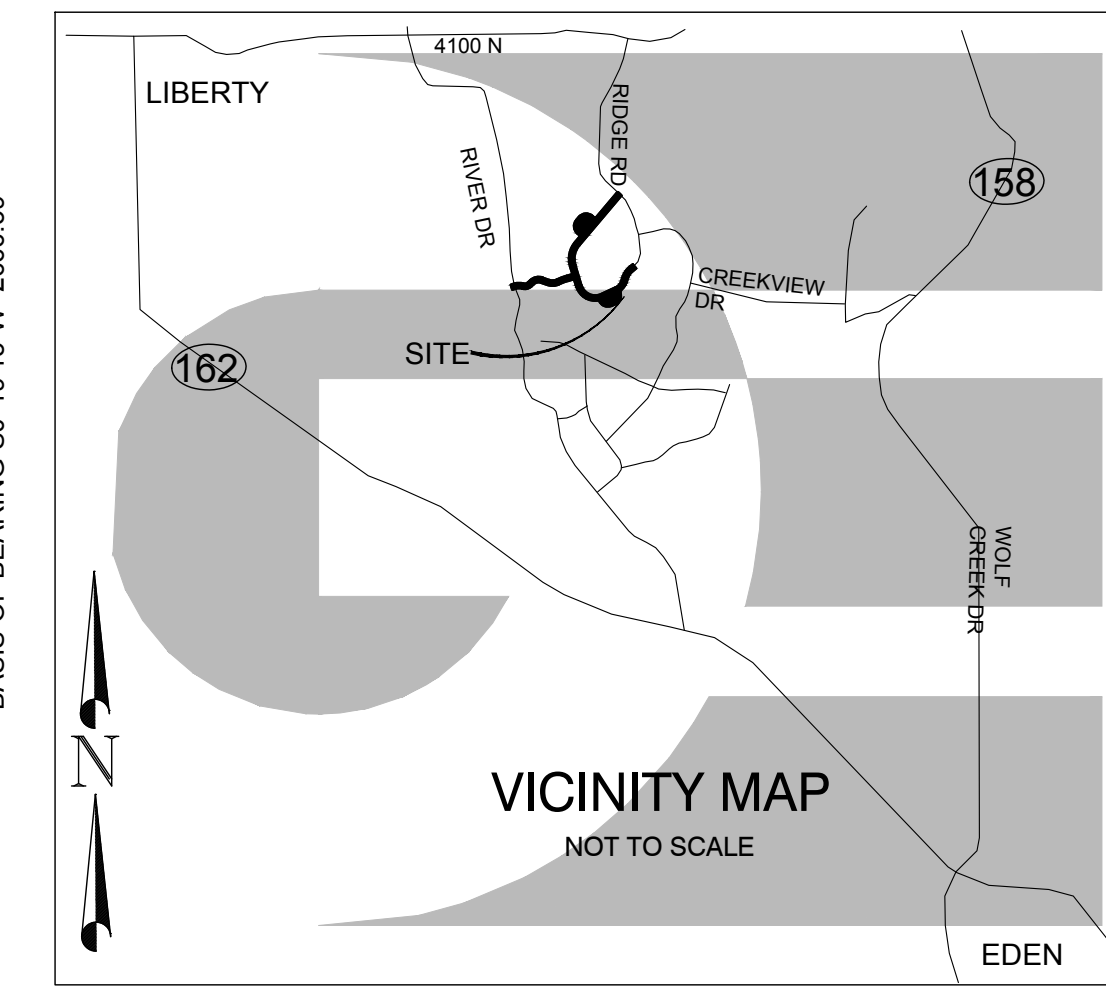 4100 N
LIBERTY
RIDGE RD
RIVER DR
158
CREEKVIEW
DR
SITE
162
WOLF
CREEK DR
N
VICINITY MAP
NOT TO SCALE
EDEN